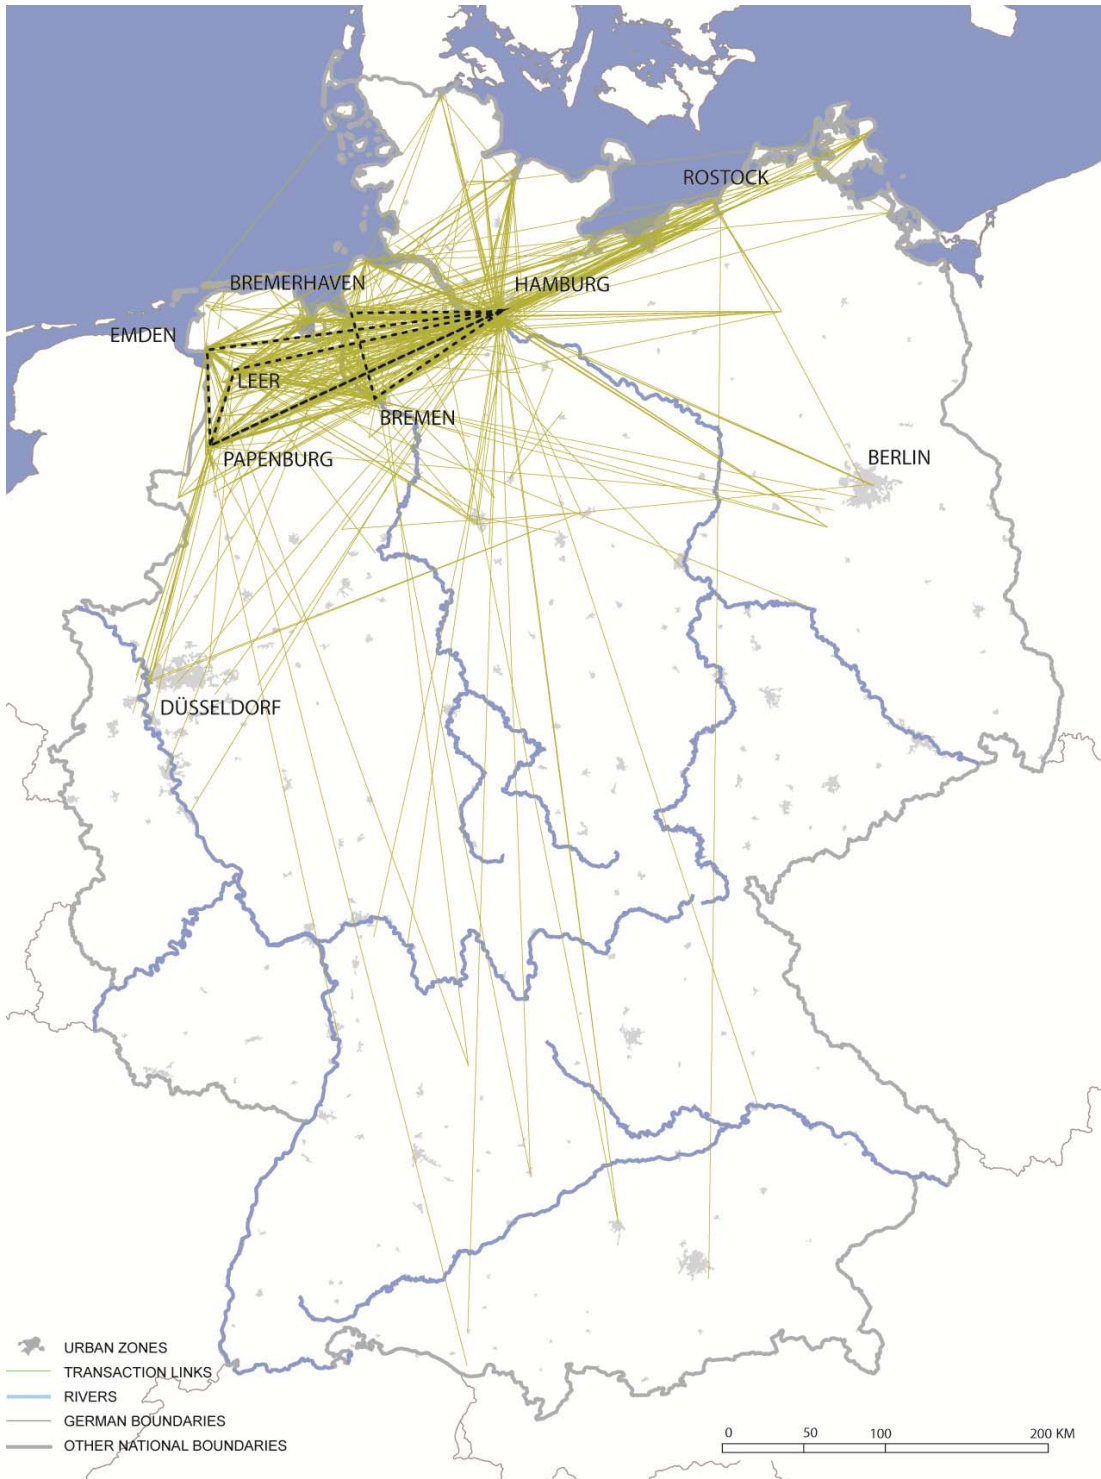 ROSTOCK
BREMERHAVEN
HAMBURG
EMDEN
LEER
BREMEN
PAPENBURG
BERLIN
DÜSSELDORF
URBAN ZONES
TRANSACTION LINKS
RIVERS
GERMAN BOUNDARIES
OTHER NATIONAL BOUNDARIES
0 50 100 200 KM